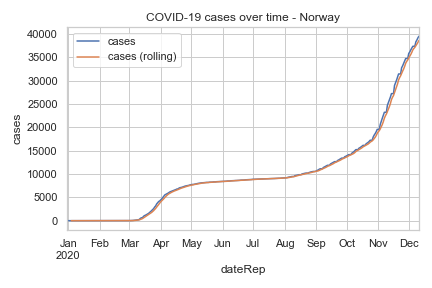 COVID-19 cases over time - Norway
cases
cases (rolling)
40000
35000
30000
25000
20000
15000
10000
5000
0
cases
Jan Feb Mar Apr May Jun Jul Aug Sep Oct Nov Dec
2020
dateRep